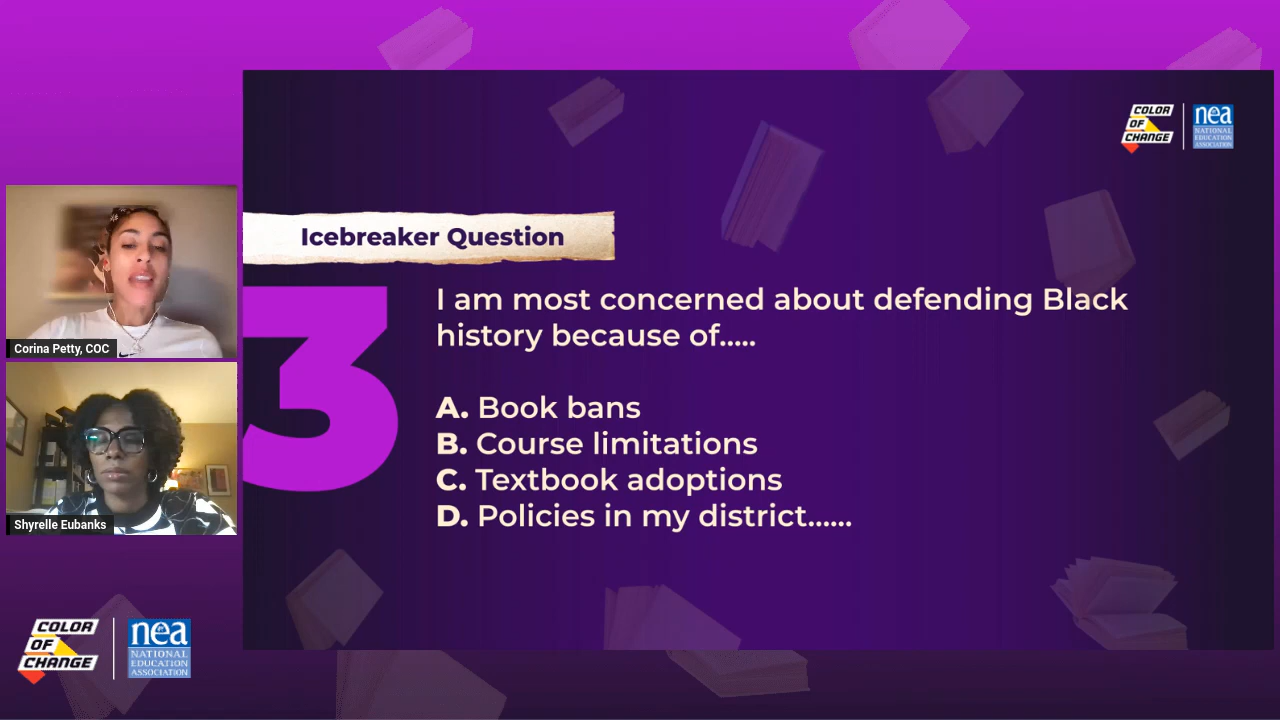 COLOR
OF
CHANGE
nea
NATIONAL
EDUCATION
ASSOCIATION
Icebreaker Question
3
I am most concerned about defending Black
history because of.....
A. Book bans
B. Course limitations
C. Textbook adoptions
D. Policies in my district......
Corina Petty, COC
Shyrelle Eubanks
COLOR
OF
CHANGE
nea
NATIONAL
EDUCATION
ASSOCIATION